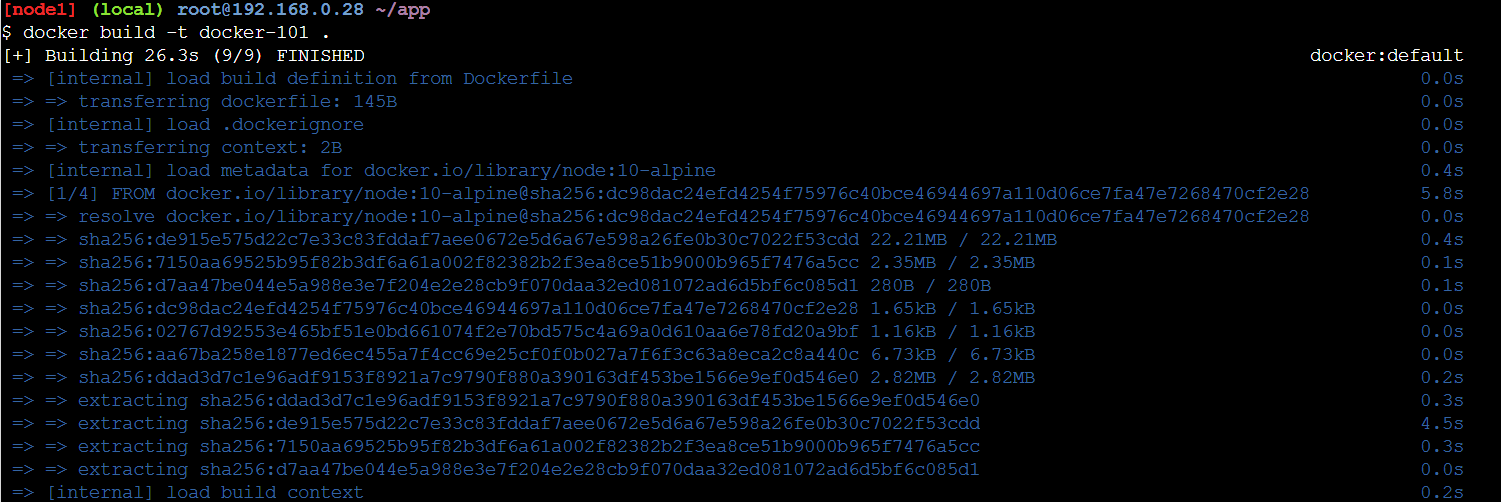 [node1] (local) root@192.168.0.28 ~/app
$ docker build -t docker-101 .
[+] Building 26.3s (9/9) FINISHED docker:default
=> [internal] load build definition from Dockerfile 0.0s
=> => transferring dockerfile: 145B 0.0s
=> [internal] load .dockerignore 0.0s
=> => transferring context: 2B 0.0s
=> [internal] load metadata for docker.io/library/node:10-alpine 0.4s
=> [1/4] FROM docker.io/library/node:10-alpine@sha256:dc98dac24efd4254f75976c40bce46944697a110d06ce7fa47e7268470cf2e28 5.8s
=> => resolve docker.io/library/node:10-alpine@sha256:dc98dac24efd4254f75976c40bce46944697a110d06ce7fa47e7268470cf2e28 0.0s
=> => sha256:de915e575d22c7e33c83fddaf7aee0672e5d6a67e598a26fe0b30c7022f53cdd 22.21MB / 22.21MB 0.4s
=> => sha256:7150aa69525b95f82b3df6a61a002f82382b2f3ea8ce51b9000b965f7476a5cc 2.35MB / 2.35MB 0.1s
=> => sha256:d7aa47be044e5a988e3e7f204e2e28cb9f070daa32ed081072ad6d5bf6c085d1 280B / 280B 0.1s
=> => sha256:dc98dac24efd4254f75976c40bce46944697a110d06ce7fa47e7268470cf2e28 1.65kB / 1.65kB 0.0s
=> => sha256:02767d92553e465bf51e0bd661074f2e70bd575c4a69a0d610aa6e78fd20a9bf 1.16kB / 1.16kB 0.0s
=> => sha256:aa67ba258e1877ed6ec455a7f4cc69e25cf0f0b027a7f6f3c63a8eca2c8a440c 6.73kB / 6.73kB 0.0s
=> => sha256:ddad3d7c1e96adf9153f8921a7c9790f880a390163df453be1566e9ef0d546e0 2.82MB / 2.82MB 0.2s
=> => extracting sha256:ddad3d7c1e96adf9153f8921a7c9790f880a390163df453be1566e9ef0d546e0 0.3s
=> => extracting sha256:de915e575d22c7e33c83fddaf7aee0672e5d6a67e598a26fe0b30c7022f53cdd 4.5s
=> => extracting sha256:7150aa69525b95f82b3df6a61a002f82382b2f3ea8ce51b9000b965f7476a5cc 0.3s
=> => extracting sha256:d7aa47be044e5a988e3e7f204e2e28cb9f070daa32ed081072ad6d5bf6c085d1 0.0s
=> [internal] load build context 0.2s